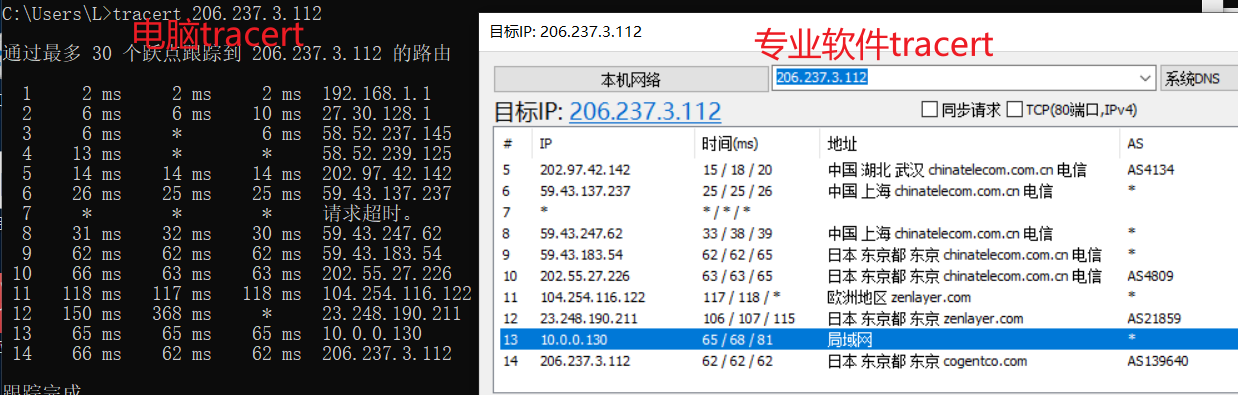 C:\Users\L>tracert 206.237.3.112
电脑tracert
通过最多 30 个跃点跟踪到 206.237.3.112 的路由
1 2 ms 2 ms 2 ms 192.168.1.1
2 6 ms 6 ms 10 ms 27.30.128.1
3 6 ms * 6 ms 58.52.237.145
4 13 ms * * 58.52.239.125
5 14 ms 14 ms 14 ms 202.97.42.142
6 26 ms 25 ms 25 ms 59.43.137.237
7 * * * 请求超时。
8 31 ms 32 ms 30 ms 59.43.247.62
9 62 ms 62 ms 62 ms 59.43.183.54
10 66 ms 63 ms 63 ms 202.55.27.226
11 118 ms 117 ms 118 ms 104.254.116.122
12 150 ms 368 ms * 23.248.190.211
13 65 ms 65 ms 65 ms 10.0.0.130
14 66 ms 62 ms 62 ms 206.237.3.112
跟踪完成
目标IP: 206.237.3.112
专业软件tracert
本机网络 206.237.3.112 系统DNS
目标IP: 206.237.3.112 同步请求 TCP(80端口,IPv4)
# IP 时间(ms) 地址 AS
5 202.97.42.142 15 / 18 / 20 中国 湖北 武汉 chinatelecom.com.cn 电信 AS4134
6 59.43.137.237 25 / 25 / 26 中国 上海 chinatelecom.com.cn 电信 *
7 * * / * / *
8 59.43.247.62 33 / 38 / 39 中国 上海 chinatelecom.com.cn 电信 *
9 59.43.183.54 62 / 62 / 65 日本 东京都 东京 chinatelecom.com.cn 电信 *
10 202.55.27.226 63 / 63 / 65 日本 东京都 东京 chinatelecom.com.cn 电信 AS4809
11 104.254.116.122 117 / 118 / * 欧洲地区 zenlayer.com *
12 23.248.190.211 106 / 107 / 115 日本 东京都 东京 zenlayer.com AS21859
13 10.0.0.130 65 / 68 / 81 局域网 *
14 206.237.3.112 62 / 62 / 62 日本 东京都 东京 cogentco.com AS139640